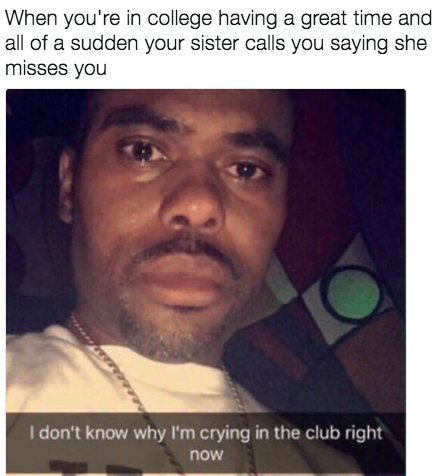 When you're in college having a great time and
all of a sudden your sister calls you saying she
misses you
I don't know why I'm crying in the club right
now